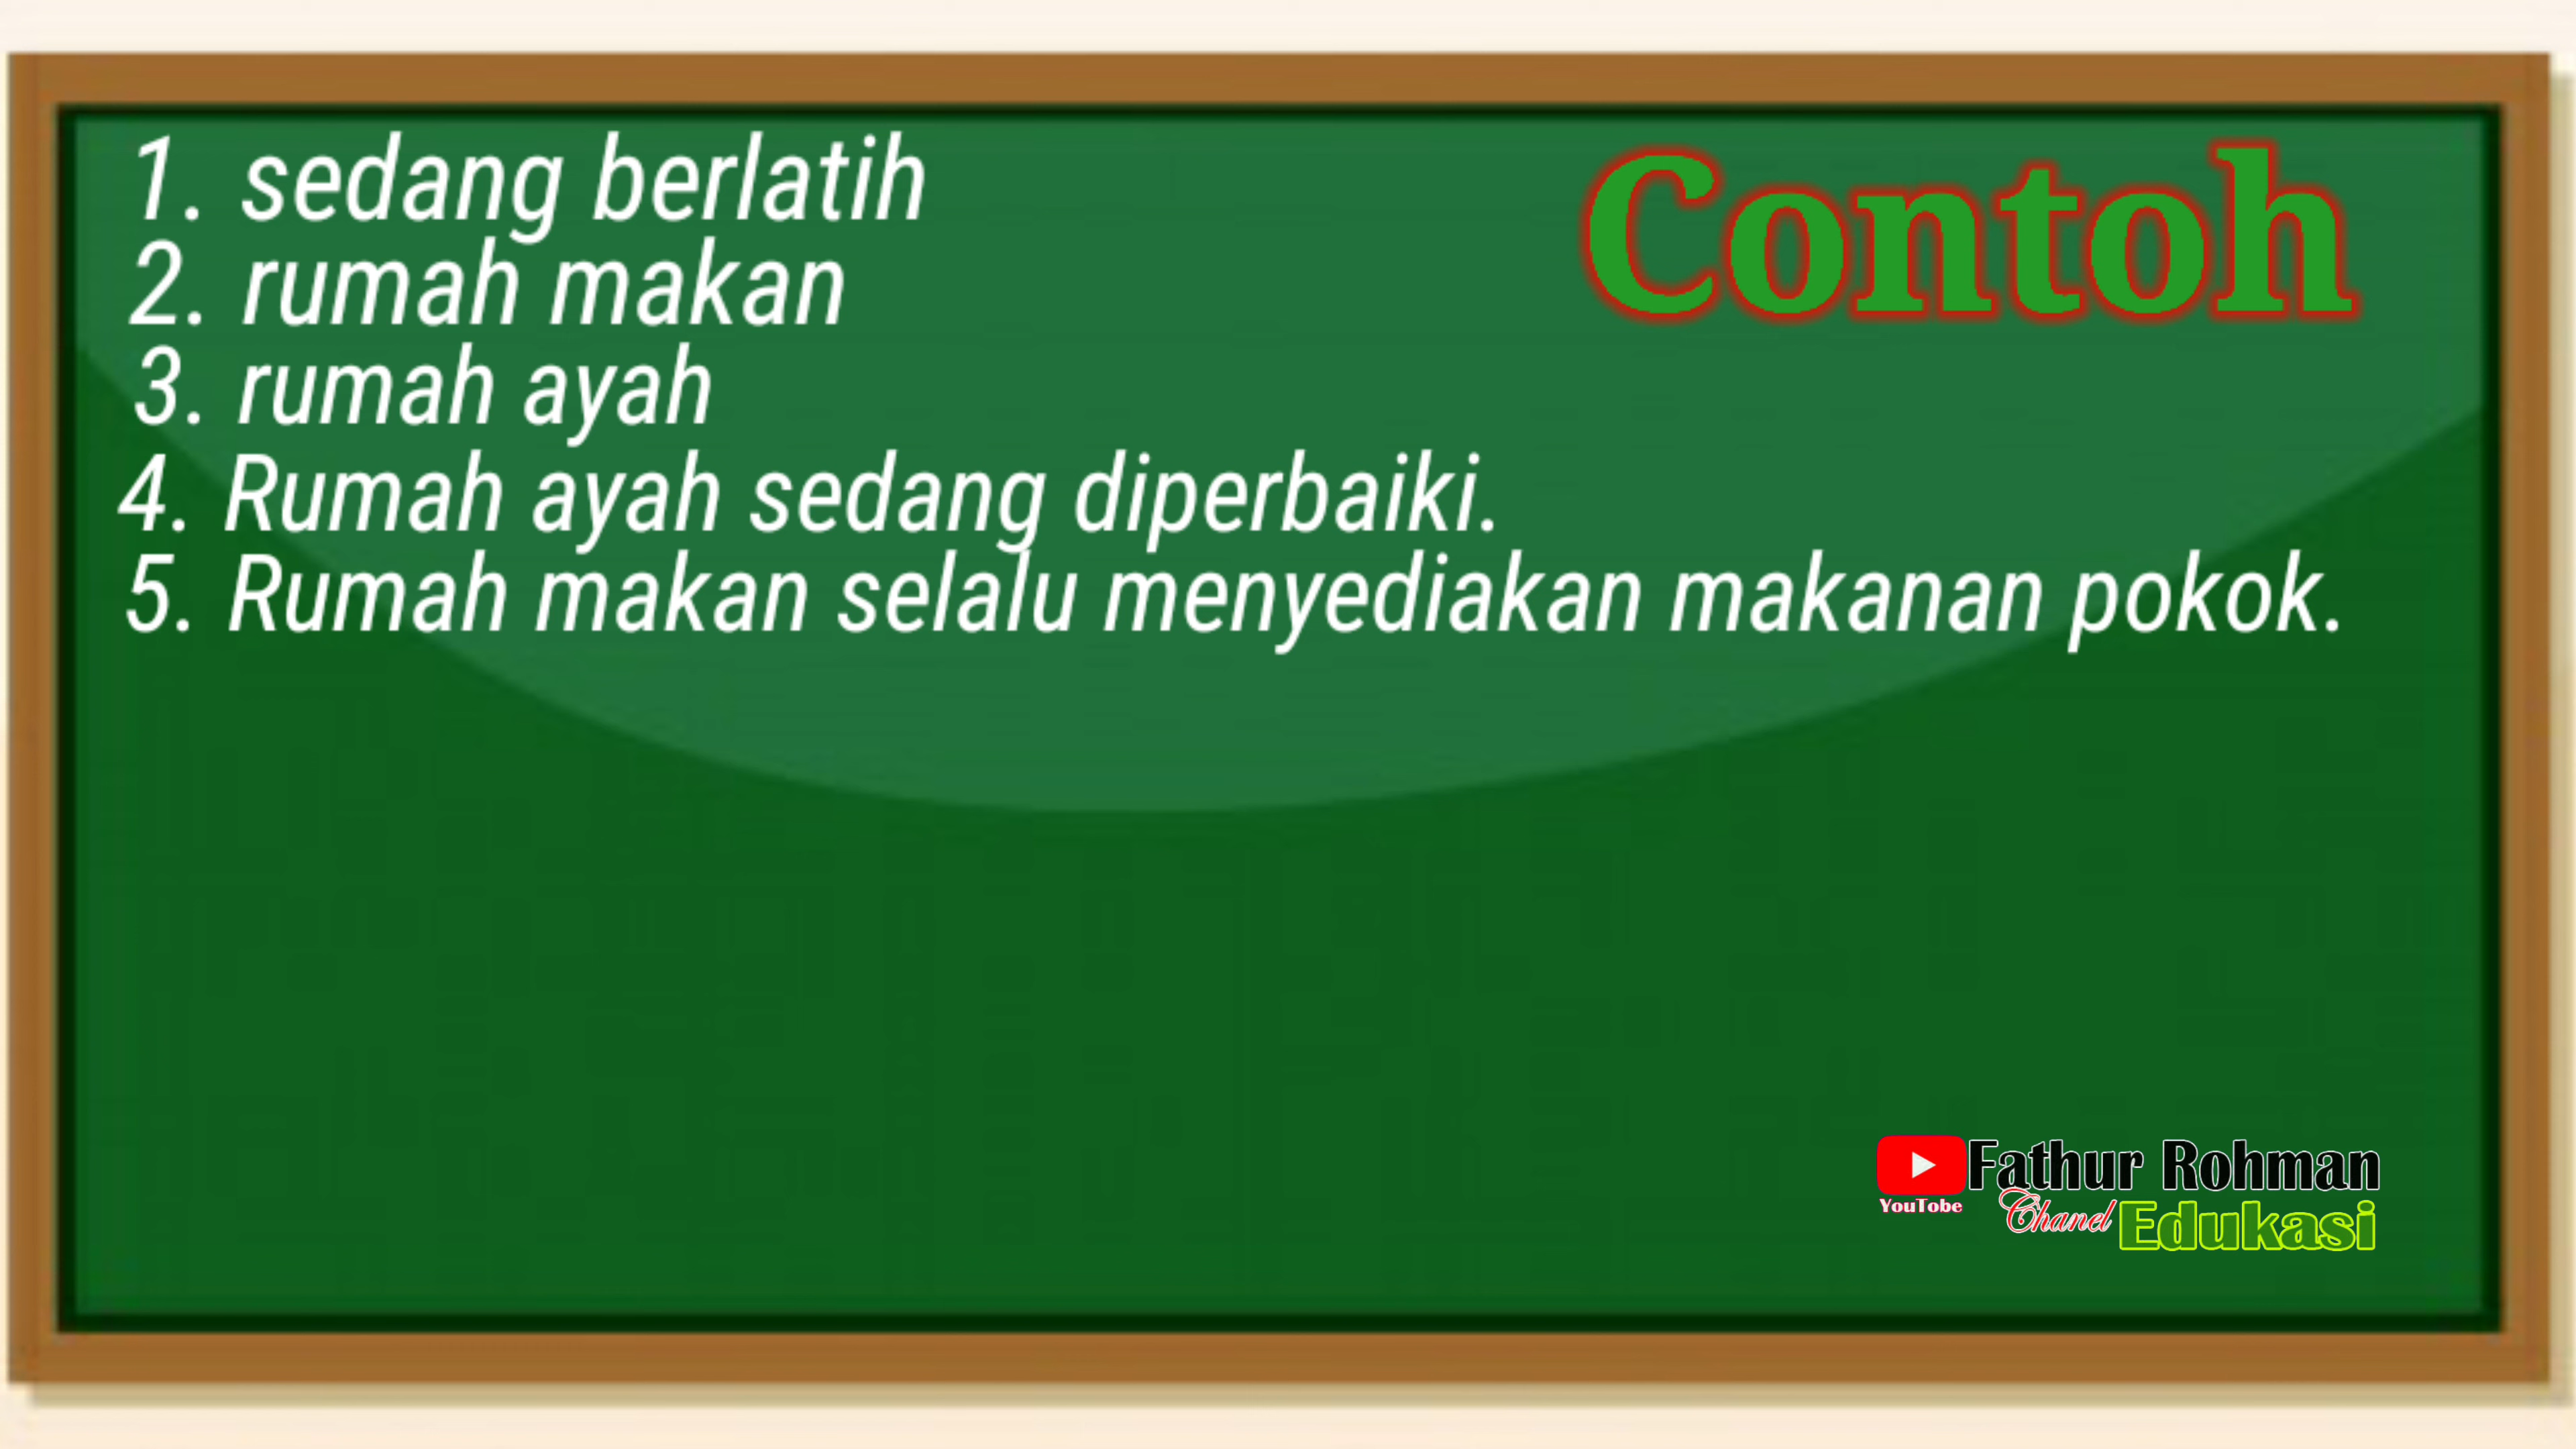 Contoh
1. sedang berlatih
2. rumah makan
3. rumah ayah
4. Rumah ayah sedang diperbaiki.
5. Rumah makan selalu menyediakan makanan pokok.
Fathur Rohman
YouTobe
Chanel Edukasi